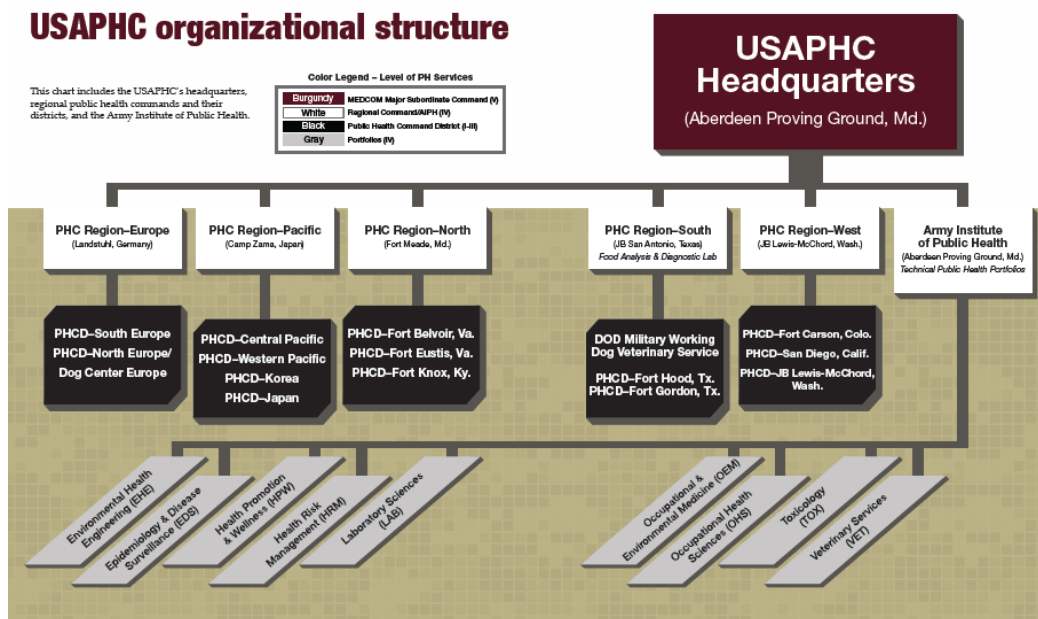 USAPHC organizational structure
This chart includes the USAPHC's headquarters,
regional public health commands and their
districts, and the Army Institute of Public Health.
Color Legend – Level of PH Services
Burgundy MEDCOM Major Subordinate Command (V)
White Regional Command/AIPH (IV)
Black Public Health Command District (I-III)
Gray Portfolios (IV)
USAPHC
Headquarters
(Aberdeen Proving Ground, Md.)
PHC Region–Europe
(Landstuhl, Germany)
PHC Region–Pacific
(Camp Zama, Japan)
PHC Region–North
(Fort Meade, Md.)
PHC Region–South
(JB San Antonio, Texas)
Food Analysis & Diagnostic Lab
PHC Region–West
(JB Lewis-McChord, Wash.)
Army Institute
of Public Health
(Aberdeen Proving Ground, Md.)
Technical Public Health Portfolios
PHCD–South Europe
PHCD–North Europe/
Dog Center Europe
PHCD–Central Pacific
PHCD–Western Pacific
PHCD–Korea
PHCD–Japan
PHCD–Fort Belvoir, Va.
PHCD–Fort Eustis, Va.
PHCD–Fort Knox, Ky.
DOD Military Working
Dog Veterinary Service
PHCD–Fort Hood, Tx.
PHCD–Fort Gordon, Tx.
PHCD–Fort Carson, Colo.
PHCD–San Diego, Calif.
PHCD–JB Lewis-McChord,
Wash.
Environmental Health
Engineering (EHE)
Epidemiology & Disease
Surveillance (EDS)
Health Promotion
& Wellness (HPW)
Health Risk
Management (HRM)
Laboratory Sciences
(LAB)
Occupational &
Environmental Medicine (OEM)
Occupational Health
Sciences (OHS)
Toxicology
(TOX)
Veterinary Services
(VET)